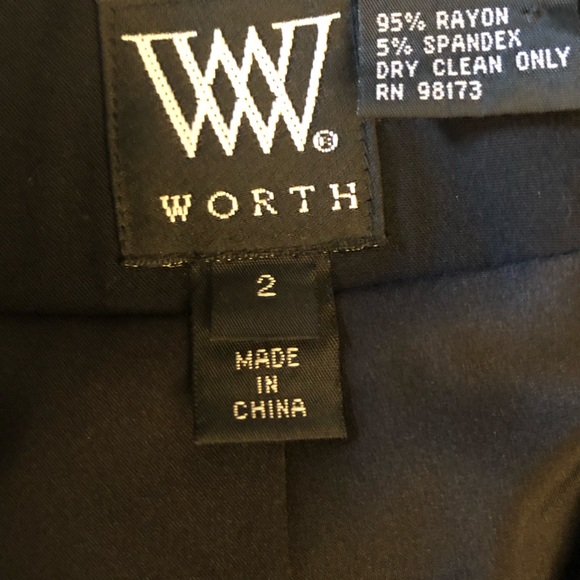 W
®
WORTH
95% RAYON
5% SPANDEX
DRY CLEAN ONLY
RN 98173
2
MADE
IN
CHINA